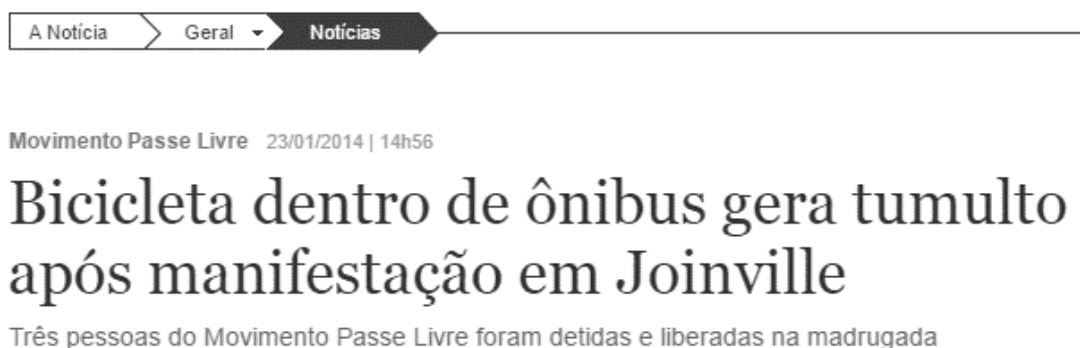 A Notícia Geral Notícias
Movimento Passe Livre 23/01/2014 | 14h56
Bicicleta dentro de ônibus gera tumulto
após manifestação em Joinville
Três pessoas do Movimento Passe Livre foram detidas e liberadas na madrugada